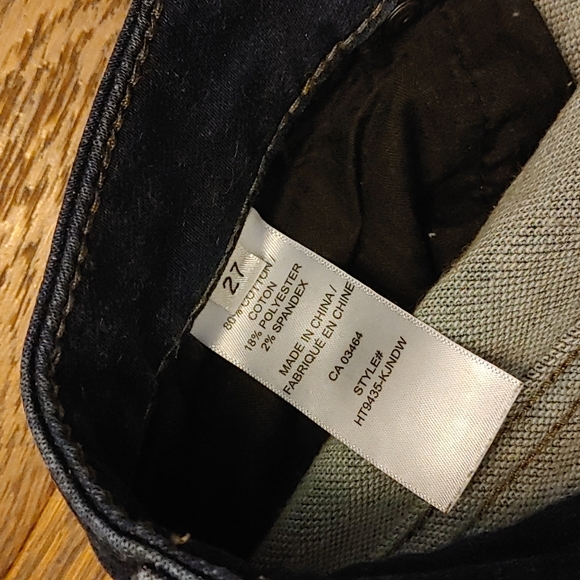 27
80% COTTON
COTON
18% POLYESTER
2% SPANDEX
MADE IN CHINA/
FABRIQUÉ EN CHINE
CA 03464
STYLE#
HT9435-KJNDW